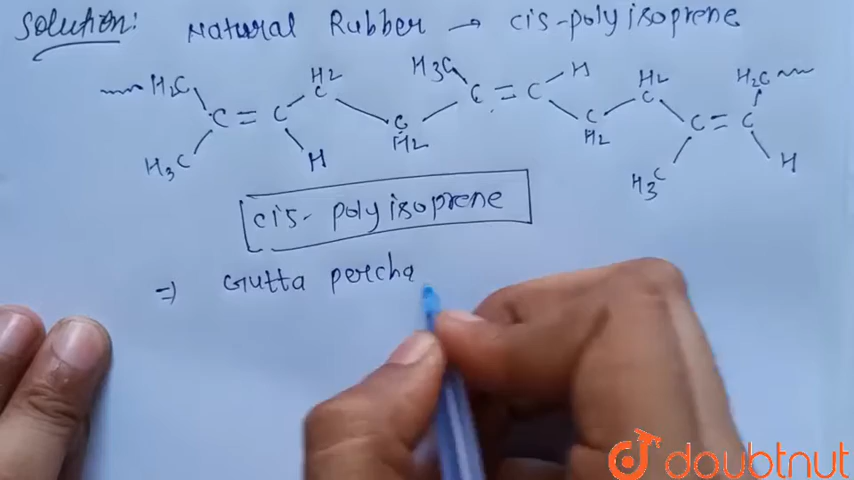 Solution: Natural Rubber → cis-polyisoprene
H2 H3C H H2 H2C
H2C C C = C C
C = C C C C = C
H3C H H2 H2 H3C H
cis- polyisoprene
⇒ Gutta percha
doubtnut